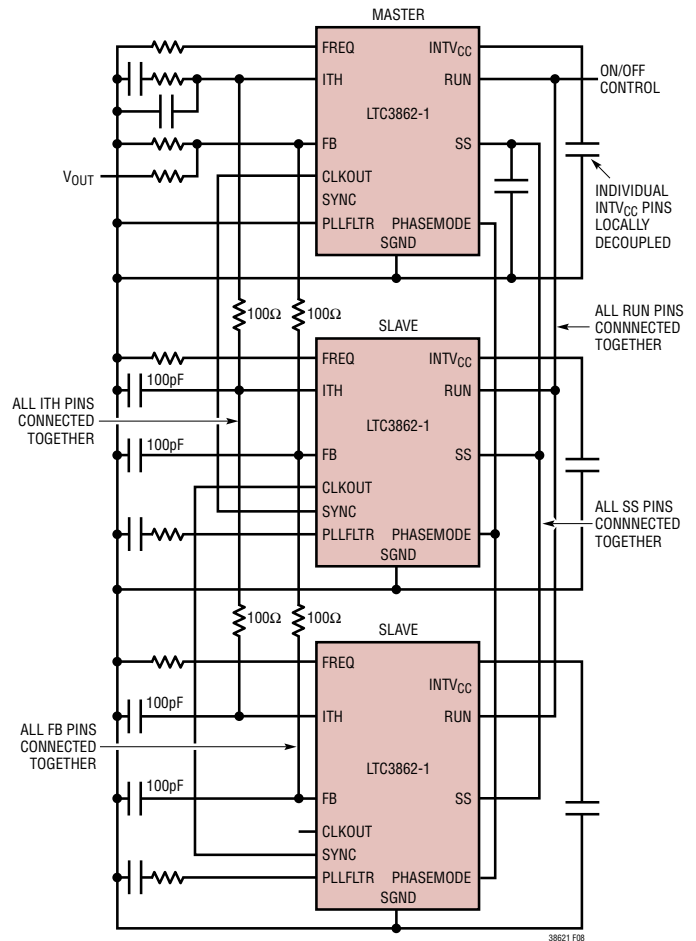 MASTER
FREQ
INTVCC
ITH
RUN
ON/OFF
CONTROL
LTC3862-1
FB
SS
VOUT
CLKOUT
SYNC
PLLFLTR
PHASEMODE
SGND
INDIVIDUAL
INTVCC PINS
LOCALLY
DECOUPLED
100Ω
100Ω
ALL RUN PINS
CONNNECTED
TOGETHER
SLAVE
FREQ
INTVCC
100pF
ITH
RUN
ALL ITH PINS
CONNECTED
TOGETHER
LTC3862-1
100pF
FB
SS
CLKOUT
SYNC
PLLFLTR
PHASEMODE
SGND
ALL SS PINS
CONNNECTED
TOGETHER
100Ω
100Ω
SLAVE
FREQ
INTVCC
100pF
ITH
RUN
ALL FB PINS
CONNECTED
TOGETHER
LTC3862-1
100pF
FB
SS
CLKOUT
SYNC
PLLFLTR
PHASEMODE
SGND
38621 F08